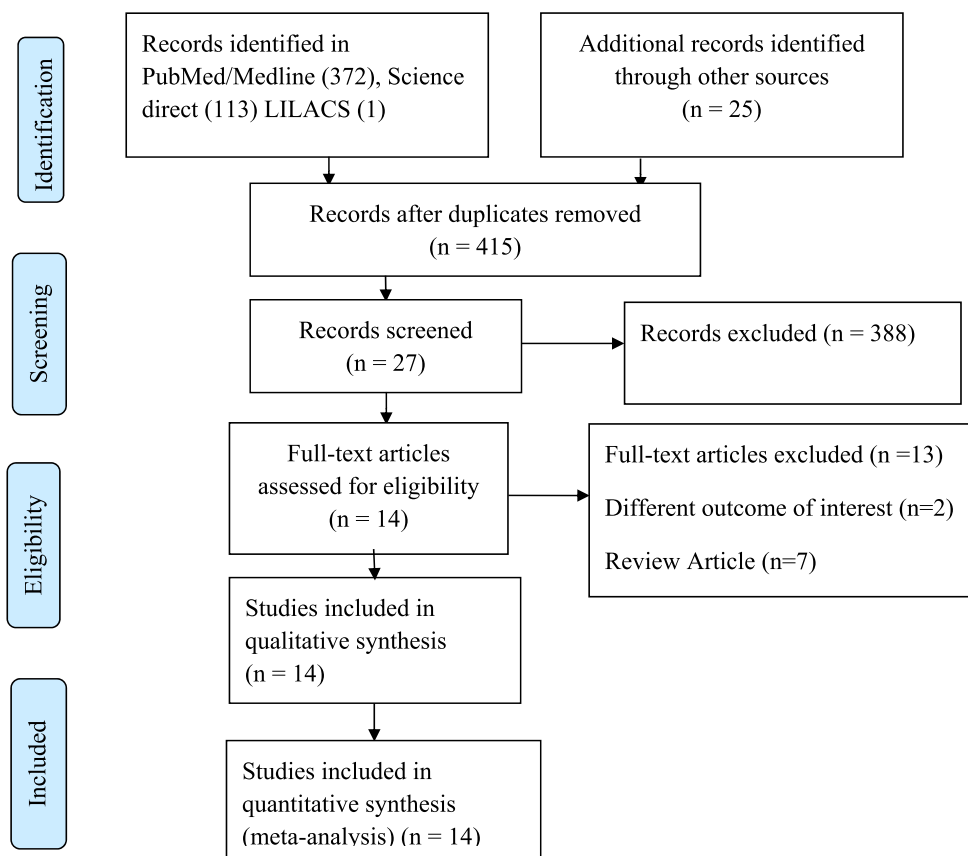 Identification
Records identified in
PubMed/Medline (372), Science
direct (113) LILACS (1)
Additional records identified
through other sources
(n = 25)
Records after duplicates removed
(n = 415)
Screening
Records screened
(n = 27)
Records excluded (n = 388)
Eligibility
Full-text articles
assessed for eligibility
(n = 14)
Full-text articles excluded (n =13)
Different outcome of interest (n=2)
Review Article (n=7)
Studies included in
qualitative synthesis
(n = 14)
Included
Studies included in
quantitative synthesis
(meta-analysis) (n = 14)